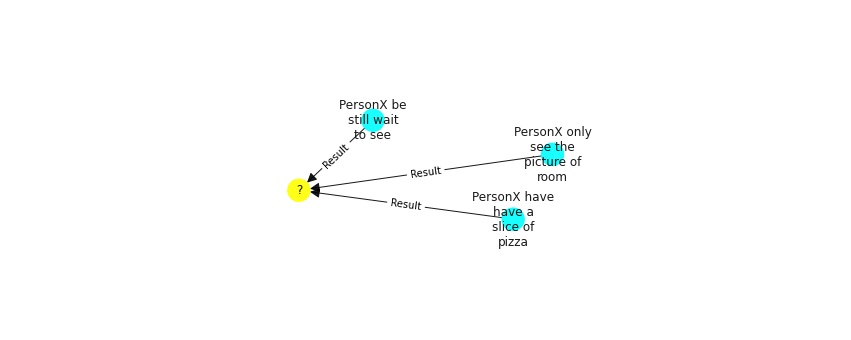 PersonX be
still wait
to see
PersonX only
see the
picture of
room
Result
Result
?
PersonX have
have a
slice of
pizza
Result